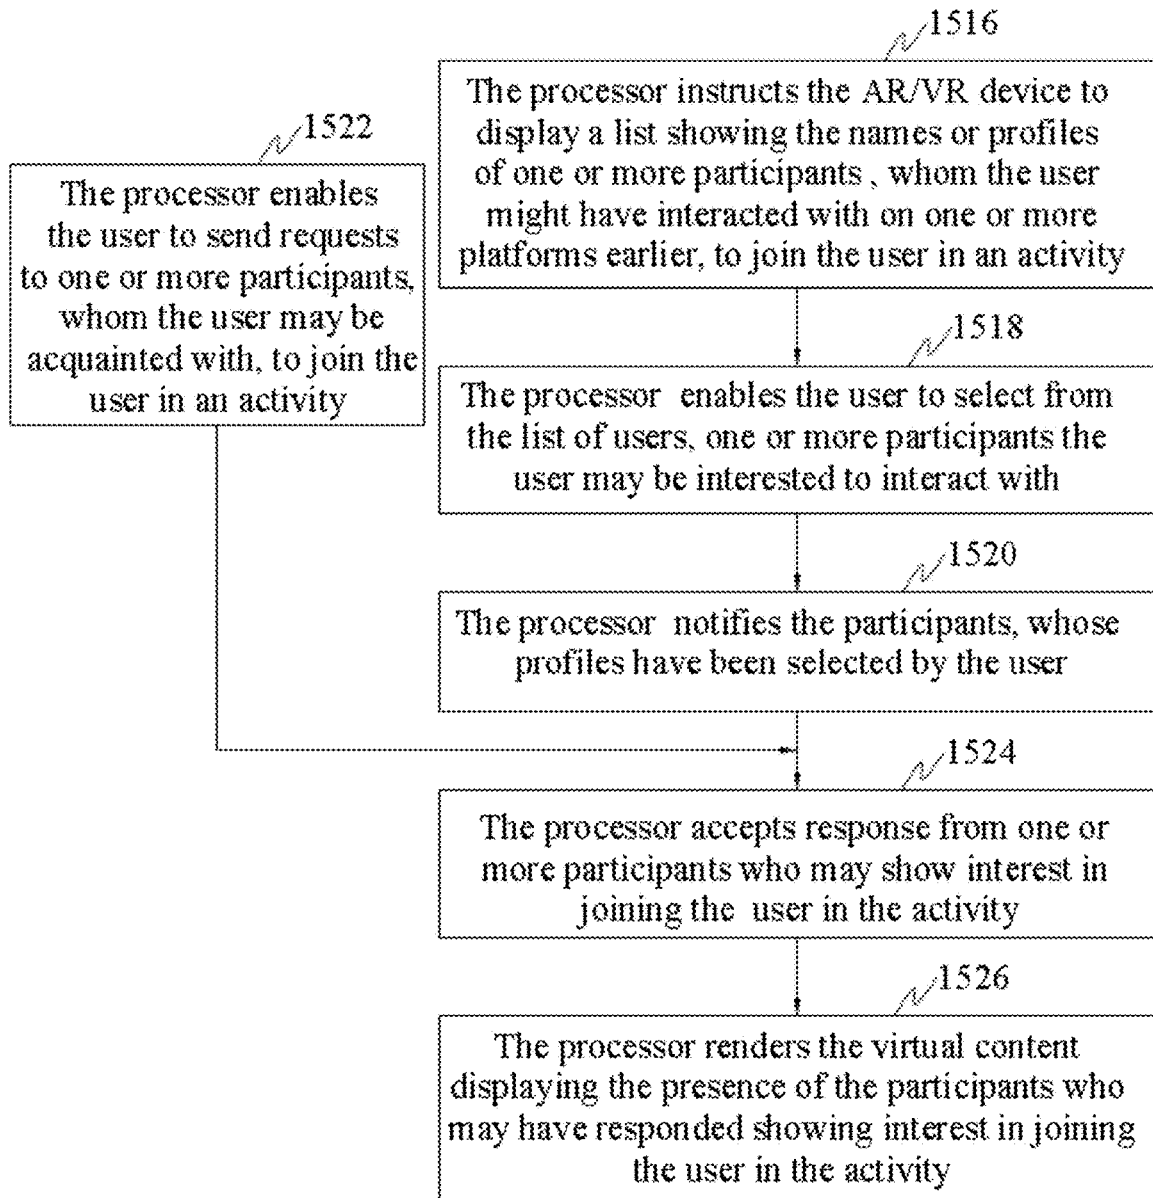 1516
The processor instructs the AR/VR device to
display a list showing the names or profiles
of one or more participants , whom the user
might have interacted with on one or more
platforms earlier, to join the user in an activity
1522
The processor enables
the user to send requests
to one or more participants,
whom the user may be
acquainted with, to join the
user in an activity
1518
The processor enables the user to select from
the list of users, one or more participants the
user may be interested to interact with
1520
The processor notifies the participants, whose
profiles have been selected by the user
1524
The processor accepts response from one or
more participants who may show interest in
joining the user in the activity
1526
The processor renders the virtual content
displaying the presence of the participants who
may have responded showing interest in joining
the user in the activity